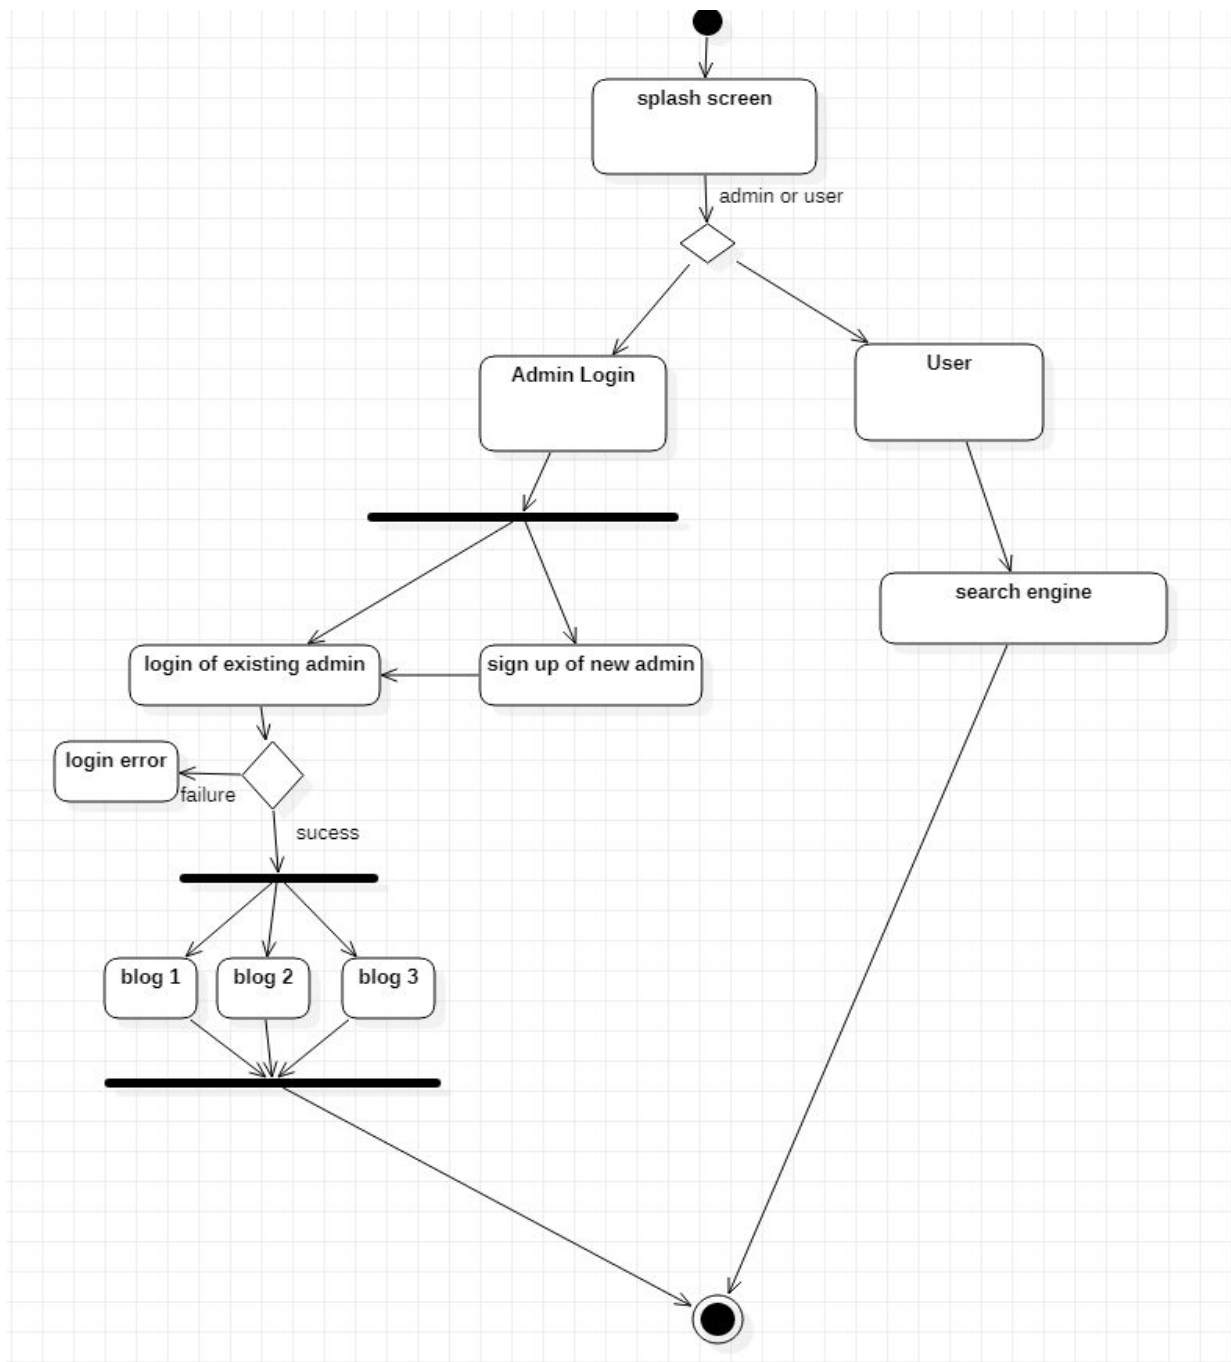 splash screen
admin or user
Admin Login
User
search engine
login of existing admin
sign up of new admin
login error
failure
sucess
blog 1
blog 2
blog 3